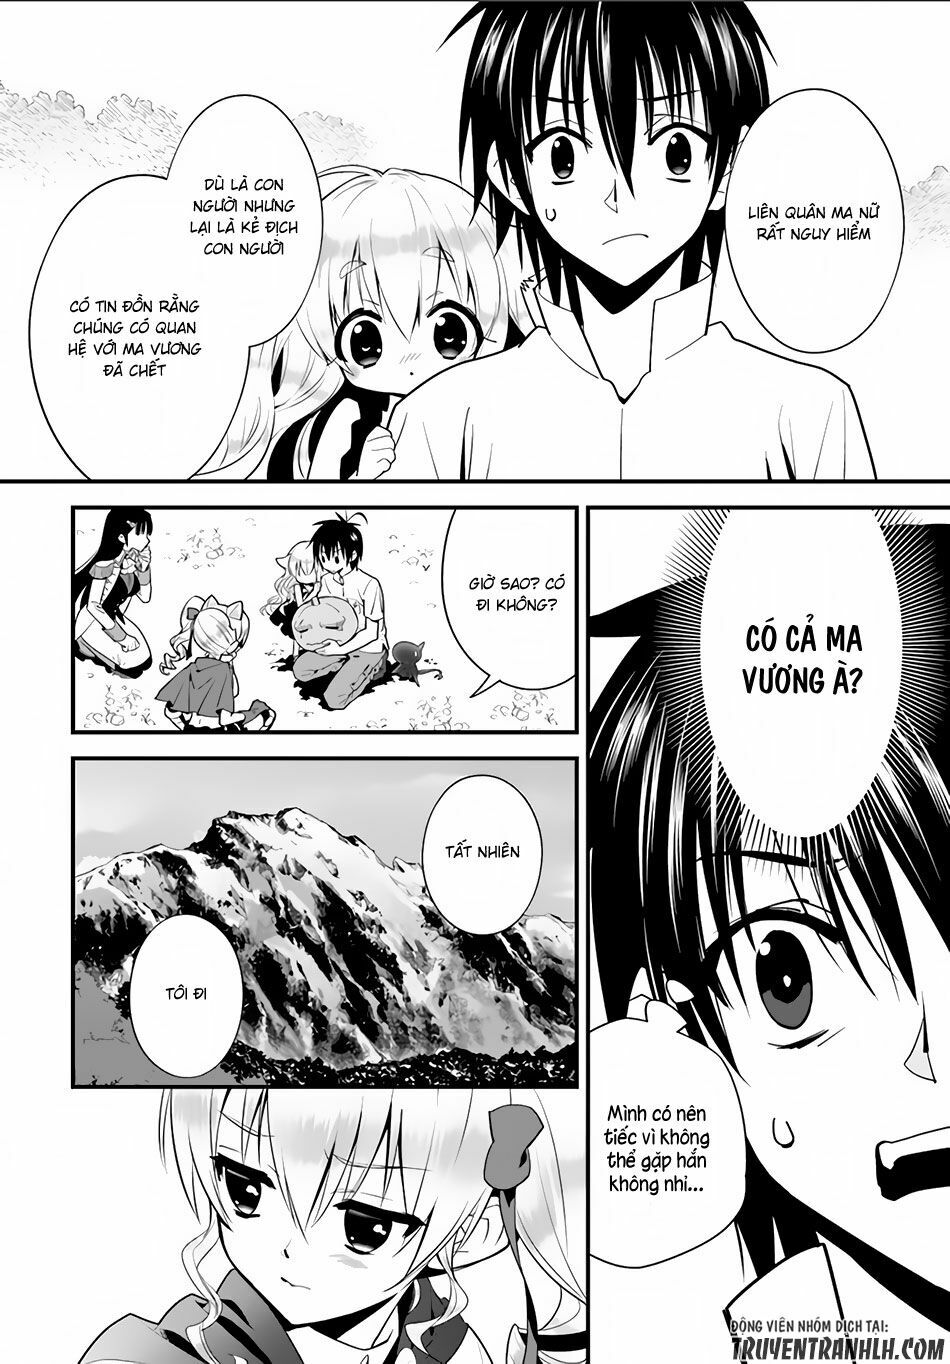 LIÊN QUÂN MA NỮ
RẤT NGUY HIỂM
DÙ LÀ CON
NGƯỜI NHƯNG
LẠI LÀ KẺ ĐỊCH
CON NGƯỜI
CÓ TIN ĐỒN RẰNG
CHÚNG CÓ QUAN
HỆ VỚI MA VƯƠNG
ĐÃ CHẾT
CÓ CẢ MA
VƯƠNG À?
Mình có nên
tiếc vì không
thể gặp hắn
không nhỉ...
GIỜ SAO? CÓ
ĐI KHÔNG?
TẤT NHIÊN
TÔI ĐI
ĐỘNG VIÊN NHÓM DỊCH TẠI:
TRUYENTRANHLH.COM